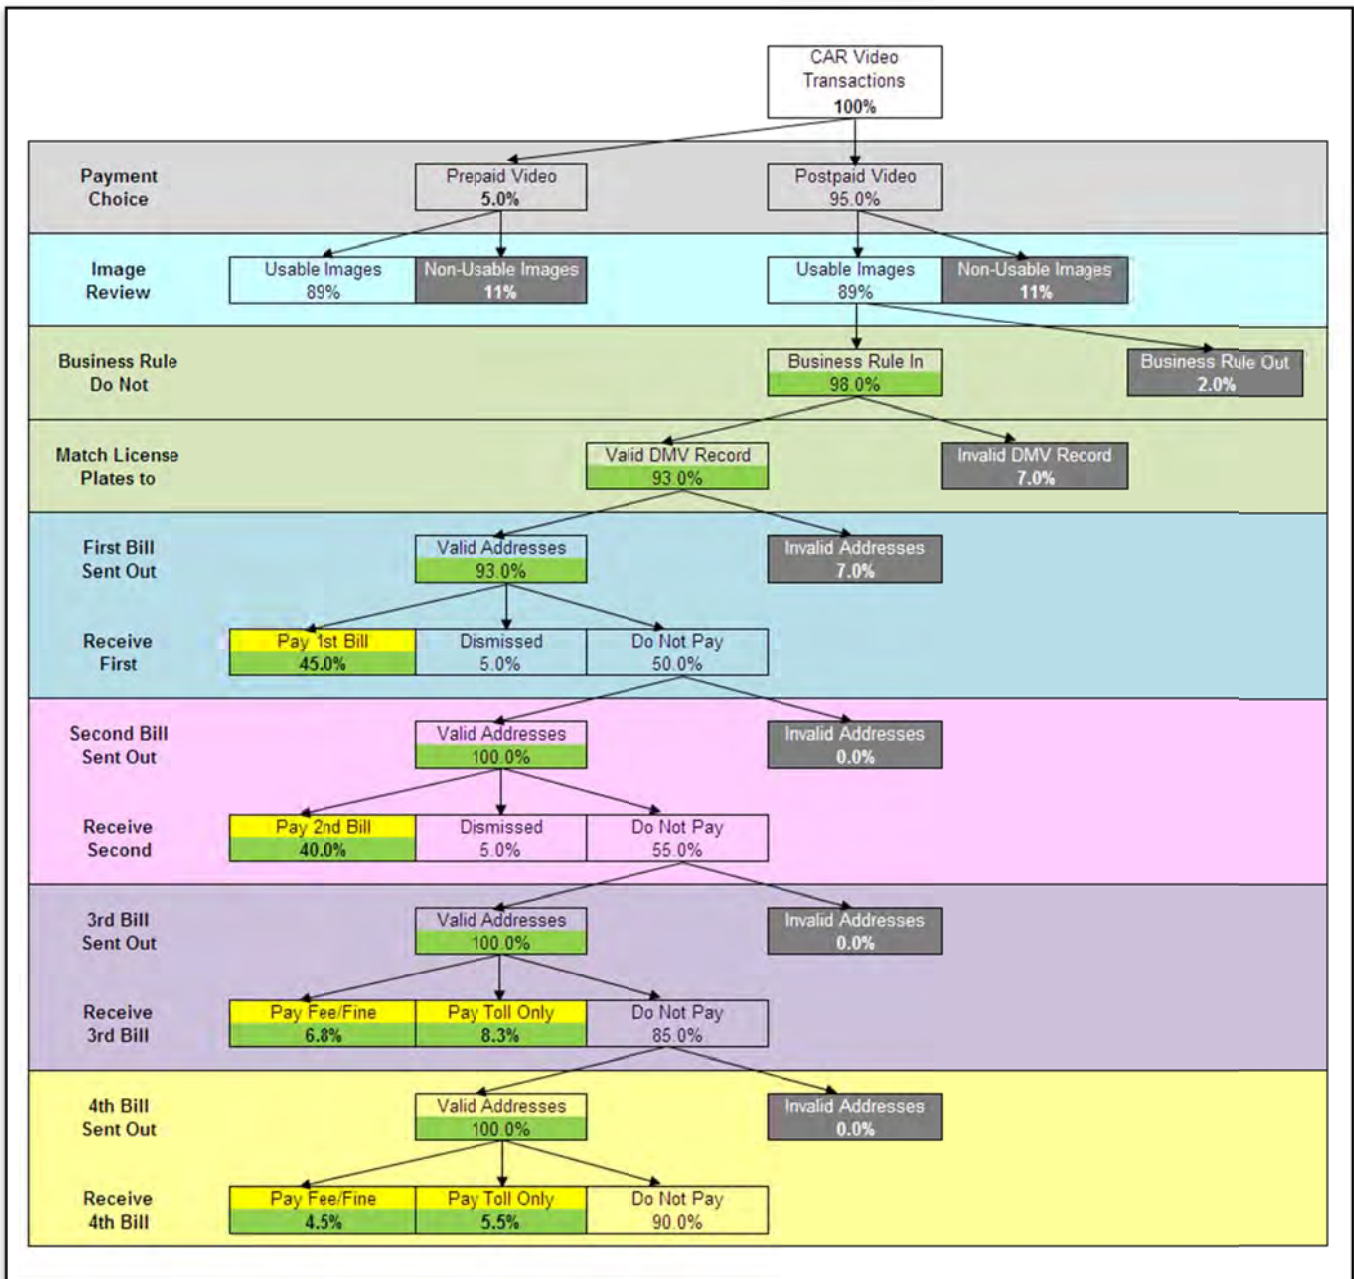 CAR Video
Transactions
100%
Payment
Choice
Prepaid Video
5.0%
Postpaid Video
95.0%
Image
Review
Usable Images
89%
Non-Usable Images
11%
Usable Images
89%
Non-Usable Images
11%
Business Rule
Do Not
Business Rule In
98.0%
Business Rule Out
2.0%
Match License
Plates to
Valid DMV Record
93.0%
Invalid DMV Record
7.0%
First Bill
Sent Out
Valid Addresses
93.0%
Invalid Addresses
7.0%
Receive
First
Pay 1st Bill
45.0%
Dismissed
5.0%
Do Not Pay
50.0%
Second Bill
Sent Out
Valid Addresses
100.0%
Invalid Addresses
0.0%
Receive
Second
Pay 2nd Bill
40.0%
Dismissed
5.0%
Do Not Pay
55.0%
3rd Bill
Sent Out
Valid Addresses
100.0%
Invalid Addresses
0.0%
Receive
3rd Bill
Pay Fee/Fine
6.8%
Pay Toll Only
8.3%
Do Not Pay
85.0%
4th Bill
Sent Out
Valid Addresses
100.0%
Invalid Addresses
0.0%
Receive
4th Bill
Pay Fee/Fine
4.5%
Pay Toll Only
5.5%
Do Not Pay
90.0%